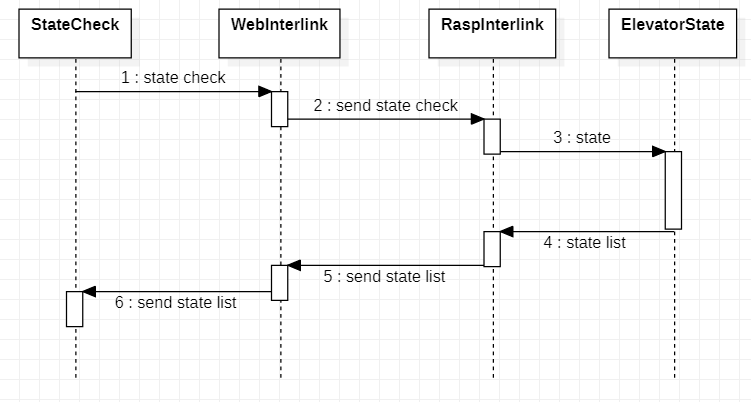 StateCheck
WebInterlink
RaspInterlink
ElevatorState
1 : state check
2 : send state check
3 : state
4 : state list
5 : send state list
6 : send state list